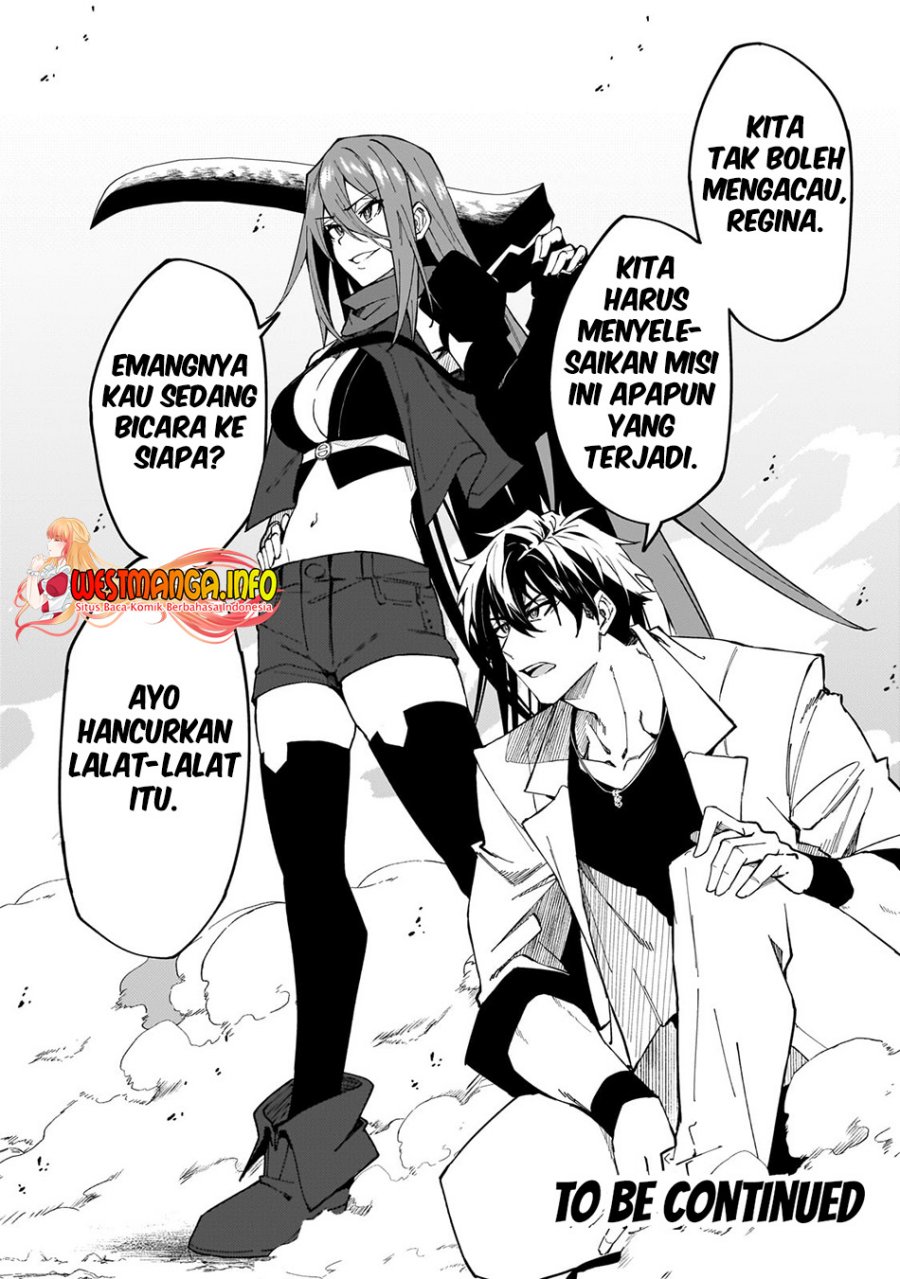 KITA
TAK BOLEH
MENGACAU,
REGINA.
KITA
HARUS
MENYELE-
SAIKAN MISI
INI APAPUN
YANG
TERJADI.
EMANGNYA
KAU SEDANG
BICARA KE
SIAPA?
WESTMANGA.INFO
Situs Baca Komik Berbahasa Indonesia
AYO
HANCURKAN
LALAT-LALAT
ITU.
TO BE CONTINUED